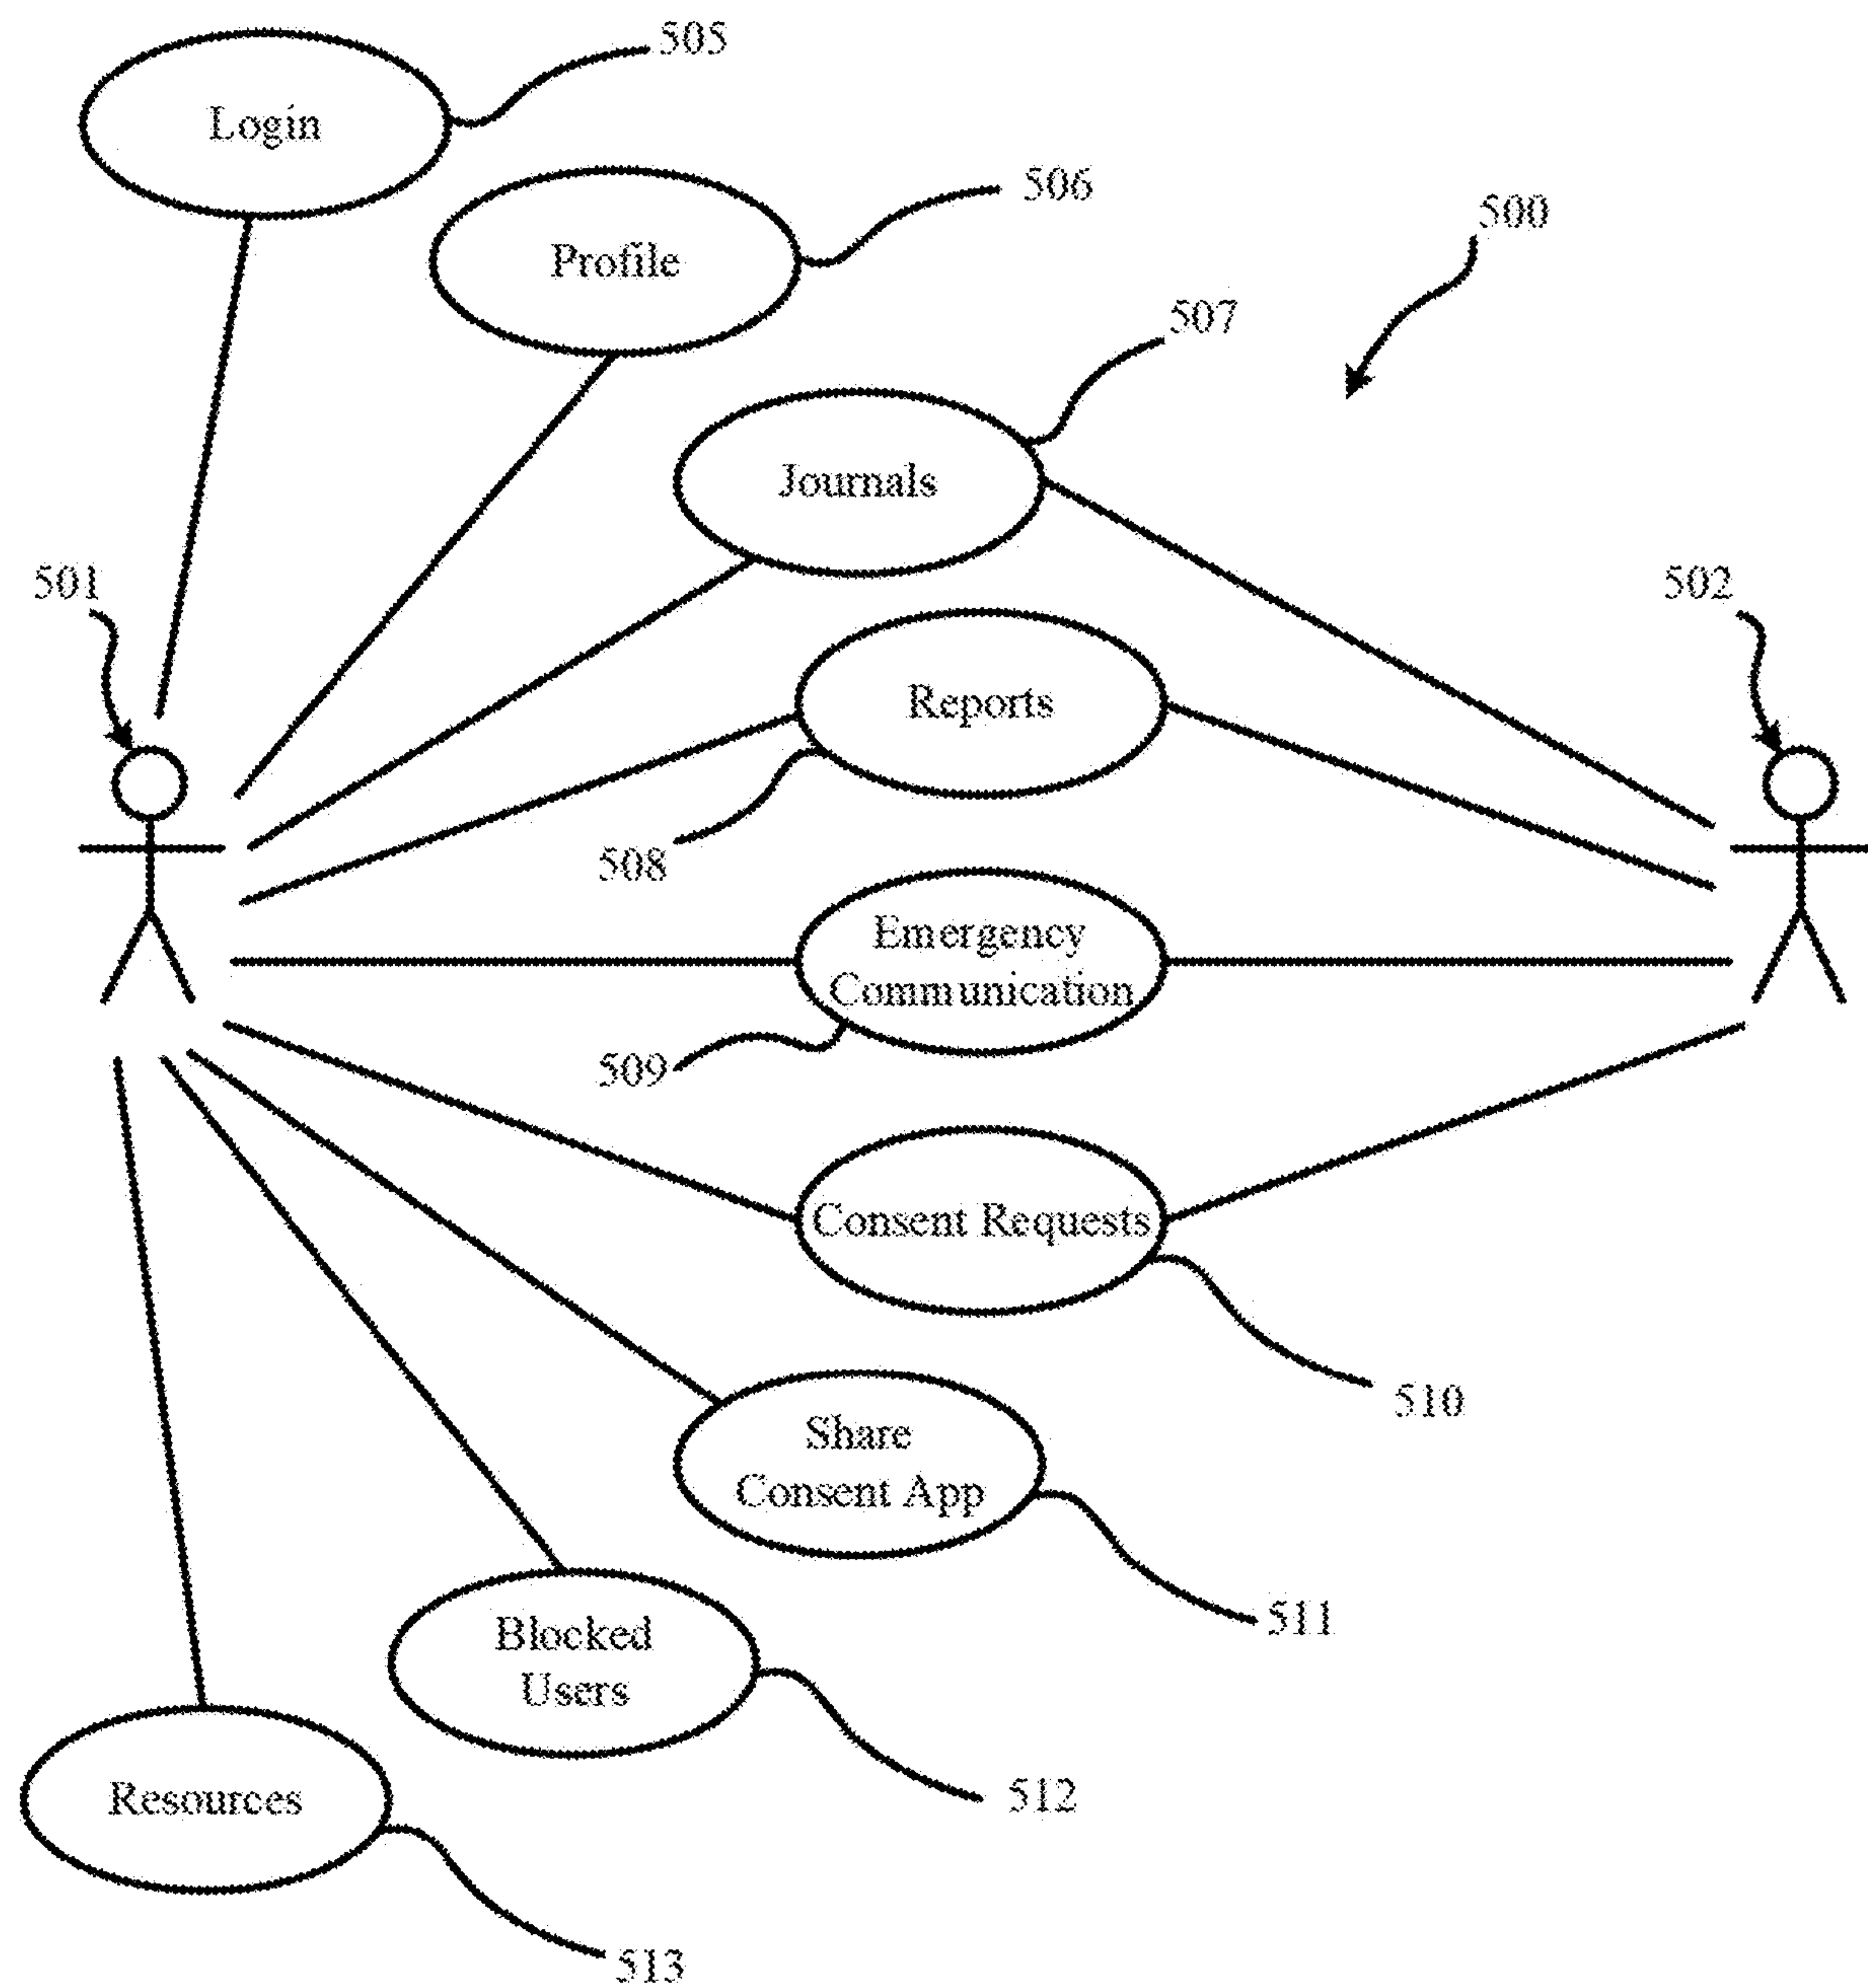 505
Login
506
Profile
500
507
Journals
501
502
Reports
508
Emergency
Communication
509
Consent Requests
510
Share
Consent App
511
Blocked
Users
512
Resources
513